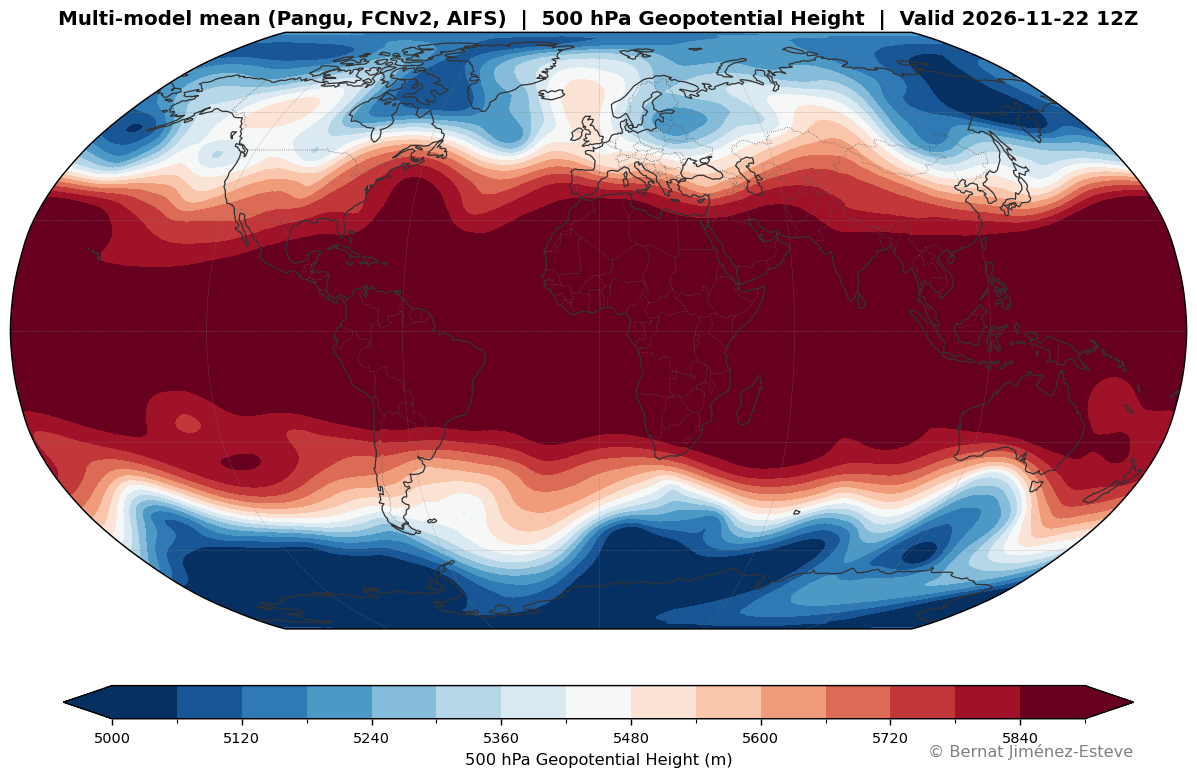 Multi-model mean (Pangu, FCNv2, AIFS)  |  500 hPa Geopotential Height  |  Valid 2026-11-22 12Z
5000 5120 5240 5360 5480 5600 5720 5840
500 hPa Geopotential Height (m)
© Bernat Jiménez-Esteve